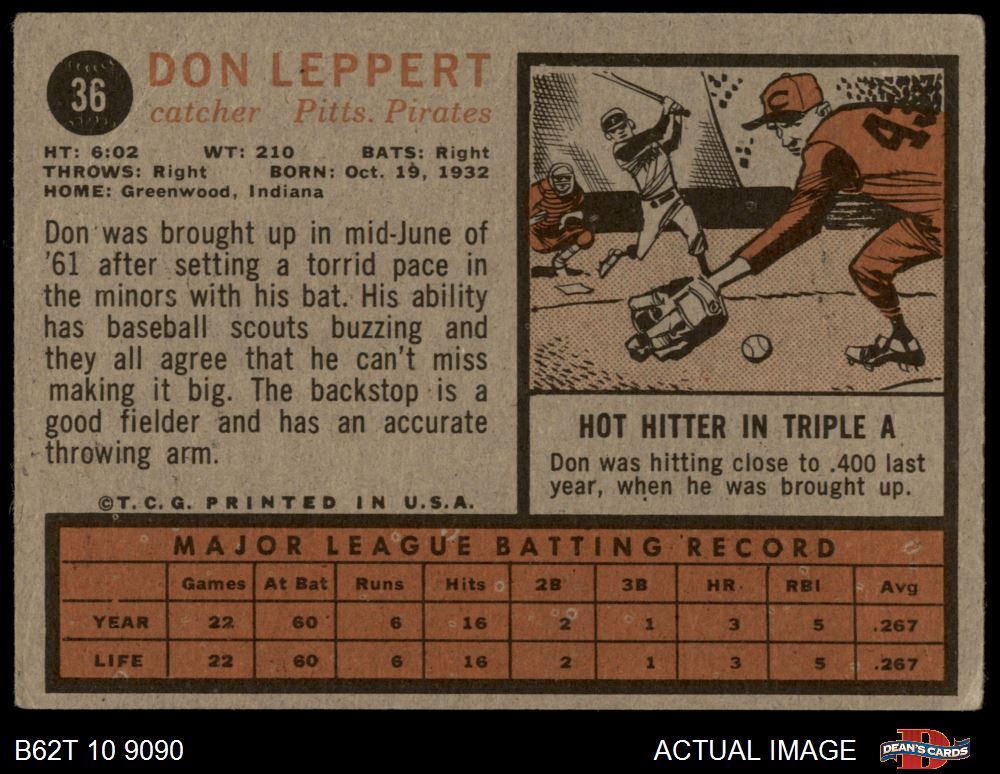 36
DON LEPPERT
catcher Pitts. Pirates
HT: 6:02 WT: 210 BATS: Right
THROWS: Right BORN: Oct. 19, 1932
HOME: Greenwood, Indiana
Don was brought up in mid-June of
'61 after setting a torrid pace in
the minors with his bat. His ability
has baseball scouts buzzing and
they all agree that he can't miss
making it big. The backstop is a
good fielder and has an accurate
throwing arm.
©T.C.G. PRINTED IN U.S.A.
C
43
HOT HITTER IN TRIPLE A
Don was hitting close to .400 last
year, when he was brought up.
MAJOR LEAGUE BATTING RECORD
Games At Bat Runs Hits 2B 3B HR RBI Avg
YEAR 22 60 6 16 2 1 3 5 .267
LIFE 22 60 6 16 2 1 3 5 .267
B62T 10 9090
ACTUAL IMAGE
D
DEAN'S CARDS